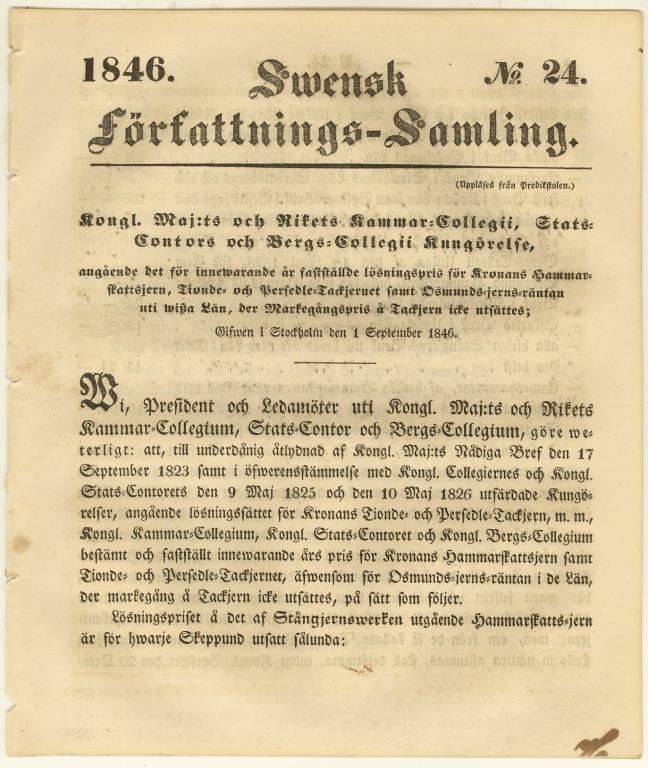 1846.
№ 24.
Swensk
Författnings-Samling.
(Uppläses från Predikstolen.)
Kongl. Maj:ts och Rikets Kammar-Collegii, Stats-
Contors och Bergs-Collegii Kungörelse,
angående det för innewarande år fastställde lösningspris för Kronans Hammar-
skattsjern, Tionde- och Persedle-Tackjernet samt Osmunds-jerns-räntan
uti wissa Län, der Markegångspris å Tackjern icke utsättes;
Gifwen i Stockholm den 1 September 1846.
Wi, President och Ledamöter uti Kongl. Maj:ts och Rikets
Kammar-Collegium, Stats-Contor och Bergs-Collegium, göre we-
terligt: att, till underdånig åtlydnad af Kongl. Maj:ts Nådiga Bref den 17
September 1823 samt i öfwerensstämmelse med Kongl. Collegiernes och Kongl.
Stats-Contorets den 9 Maj 1825 och den 10 Maj 1826 utfärdade Kungö-
relser, angående lösningssättet för Kronans Tionde- och Persedle-Tackjern, m. m.,
Kongl. Kammar-Collegium, Kongl. Stats-Contoret och Kongl. Bergs-Collegium
bestämt och fastställt innewarande års pris för Kronans Hammarskattsjern samt
Tionde- och Persedle-Tackjernet, äfwensom för Osmunds-jerns-räntan i de Län,
der markegång å Tackjern icke utsättes, på sätt som följer.
Lösningspriset å det af Stångjernswerken utgående Hammarskatts-jern
är för hwarje Skeppund utsatt sålunda: